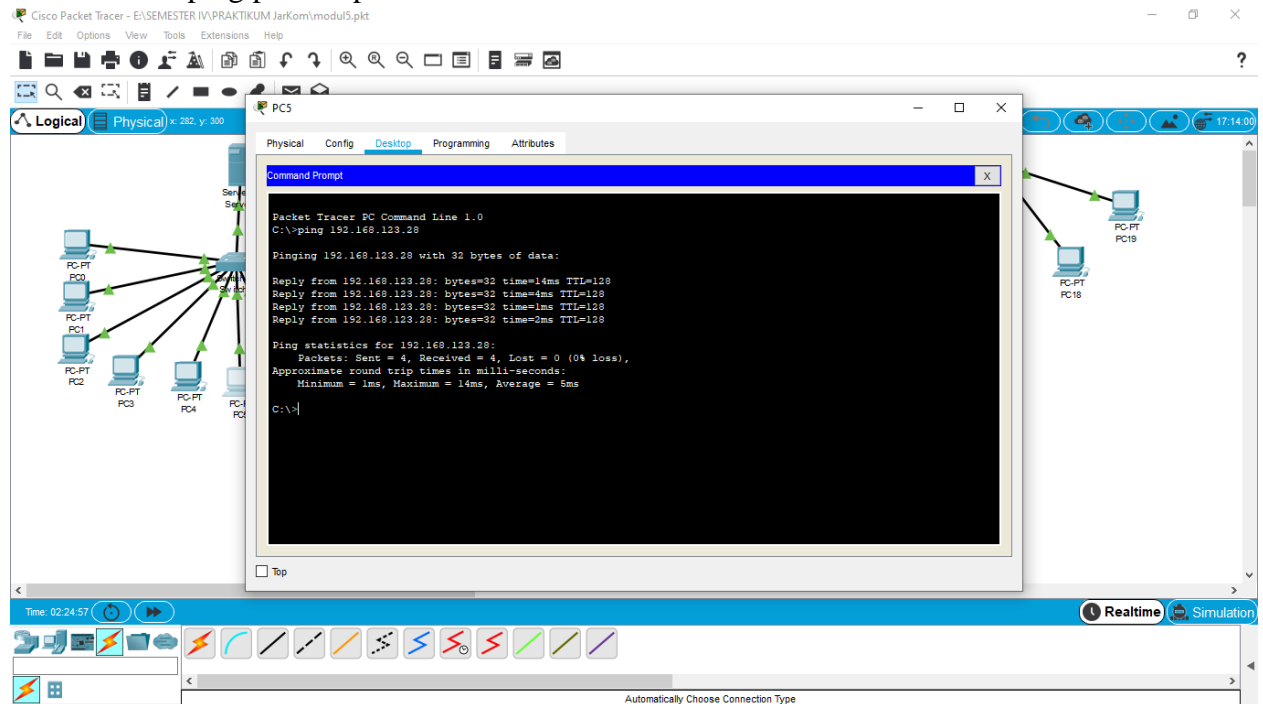 Cisco Packet Tracer - E:\SEMESTER IV\PRAKTIKUM JarKom\modul5.pkt
File Edit Options View Tools Extensions Help
?
Logical
Physical
x: 282, y: 300
17:14:00
PC5
Physical Config Desktop Programming Attributes
Command Prompt
X
Packet Tracer PC Command Line 1.0
C:\>ping 192.168.123.28
Pinging 192.168.123.28 with 32 bytes of data:
Reply from 192.168.123.28: bytes=32 time=14ms TTL=128
Reply from 192.168.123.28: bytes=32 time=4ms TTL=128
Reply from 192.168.123.28: bytes=32 time=1ms TTL=128
Reply from 192.168.123.28: bytes=32 time=2ms TTL=128
Ping statistics for 192.168.123.28:
Packets: Sent = 4, Received = 4, Lost = 0 (0% loss),
Approximate round trip times in milli-seconds:
Minimum = 1ms, Maximum = 14ms, Average = 5ms
C:\>
Top
PC-PT
PC0
PC-PT
PC1
PC-PT
PC2
PC-PT
PC3
PC-PT
PC4
PC-PT
PC19
PC-PT
PC18
Time: 02:24:57
Realtime
Simulation
Automatically Choose Connection Type